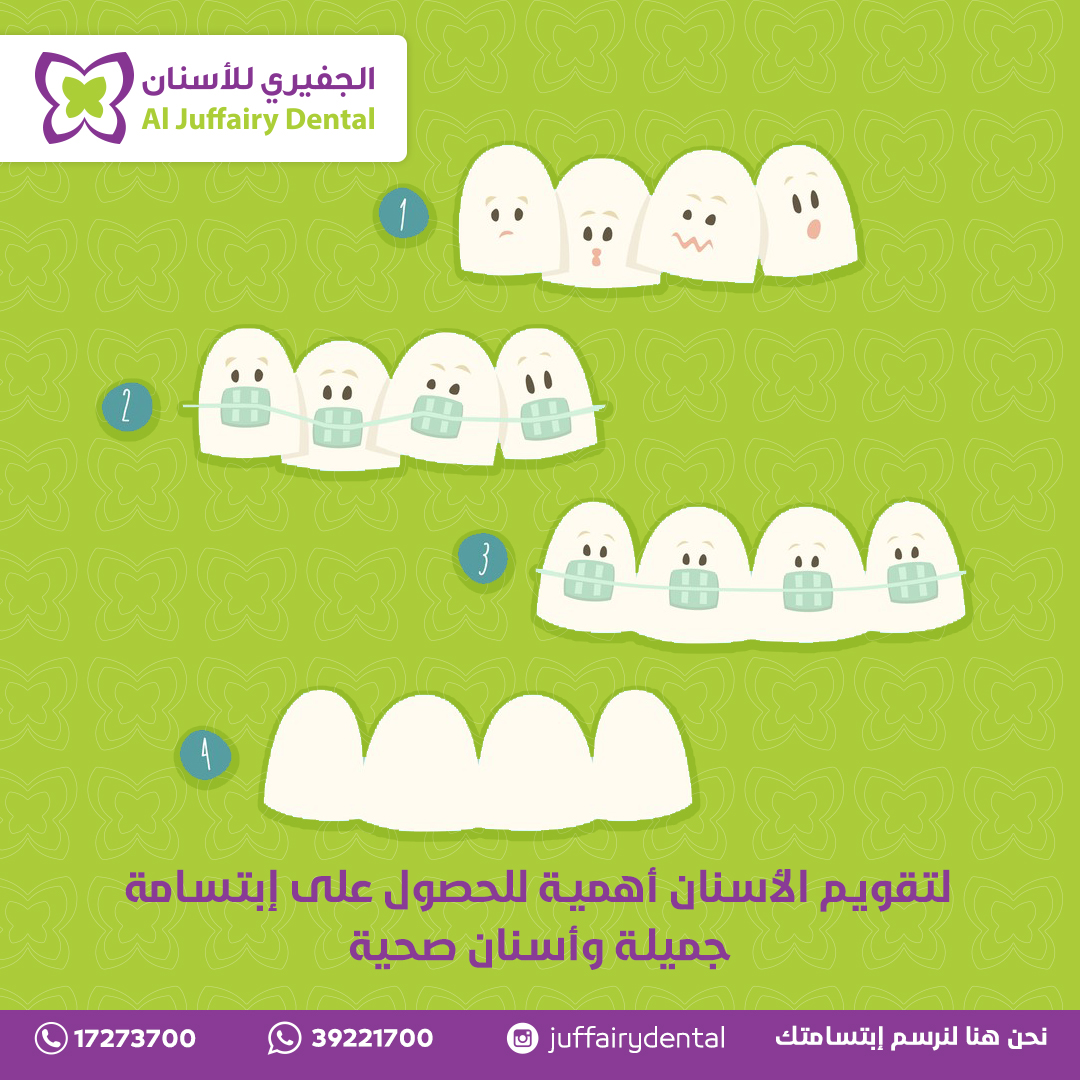 الجفيري للأسنان
Al Juffairy Dental
1
2
3
4
لتقويم الأسنان أهمية للحصول على إبتسامة
جميلة وأسنان صحية
17273700 39221700 juffairydental نحن هنا لنرسم إبتسامتك